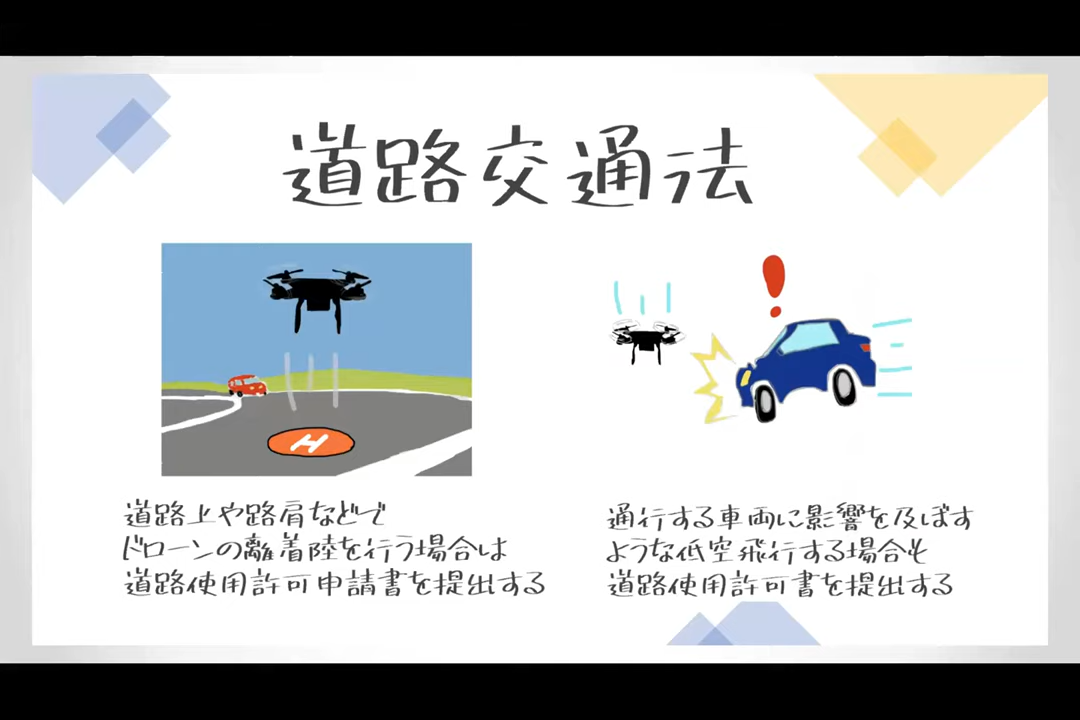 道路交通法
H
道路上や路肩などで
ドローンの離着陸を行う場合は
道路使用許可申請書を提出する
通行する車両に影響を及ぼす
ような低空飛行する場合も
道路使用許可書を提出する